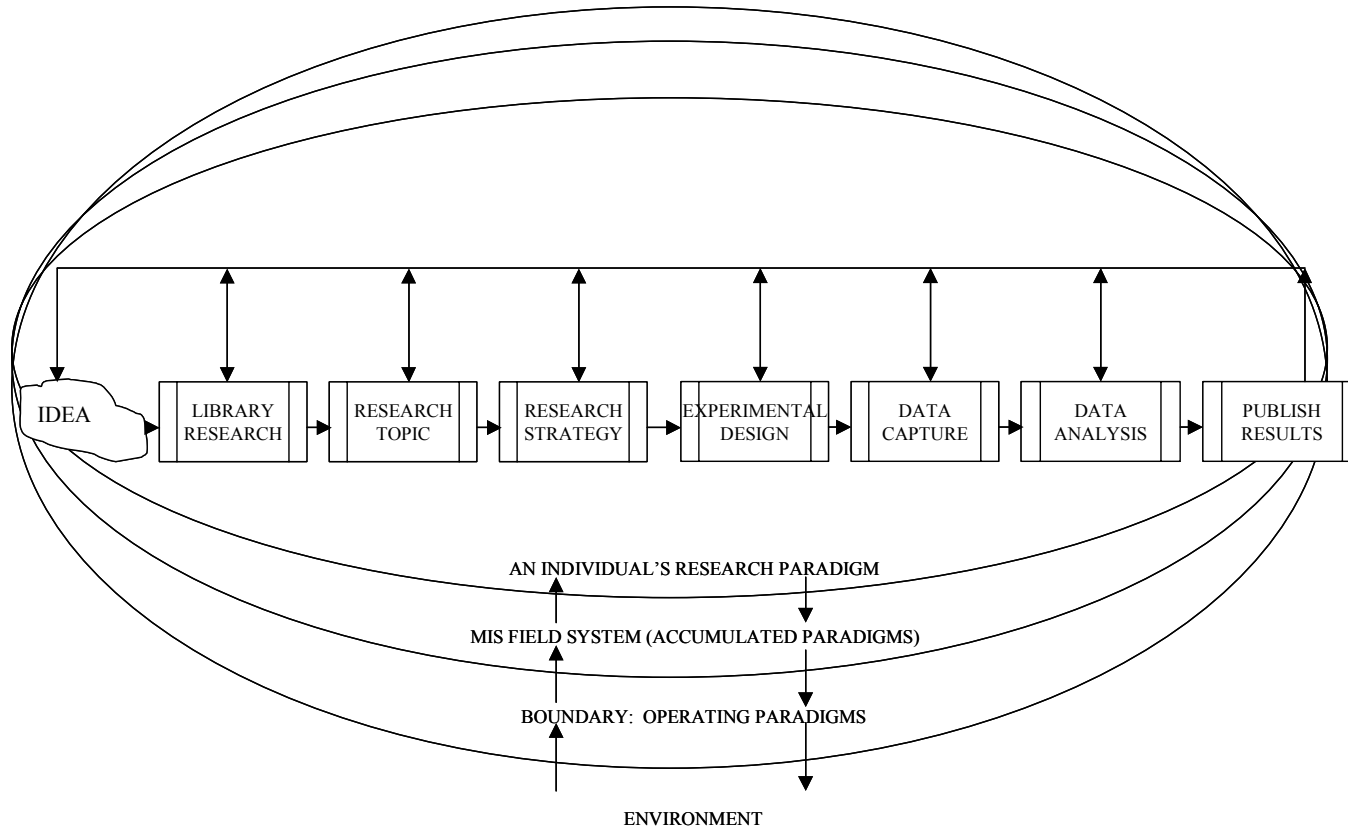 IDEA
LIBRARY
RESEARCH
RESEARCH
TOPIC
RESEARCH
STRATEGY
EXPERIMENTAL
DESIGN
DATA
CAPTURE
DATA
ANALYSIS
PUBLISH
RESULTS
AN INDIVIDUAL’S RESEARCH PARADIGM
MIS FIELD SYSTEM (ACCUMULATED PARADIGMS)
BOUNDARY: OPERATING PARADIGMS
ENVIRONMENT